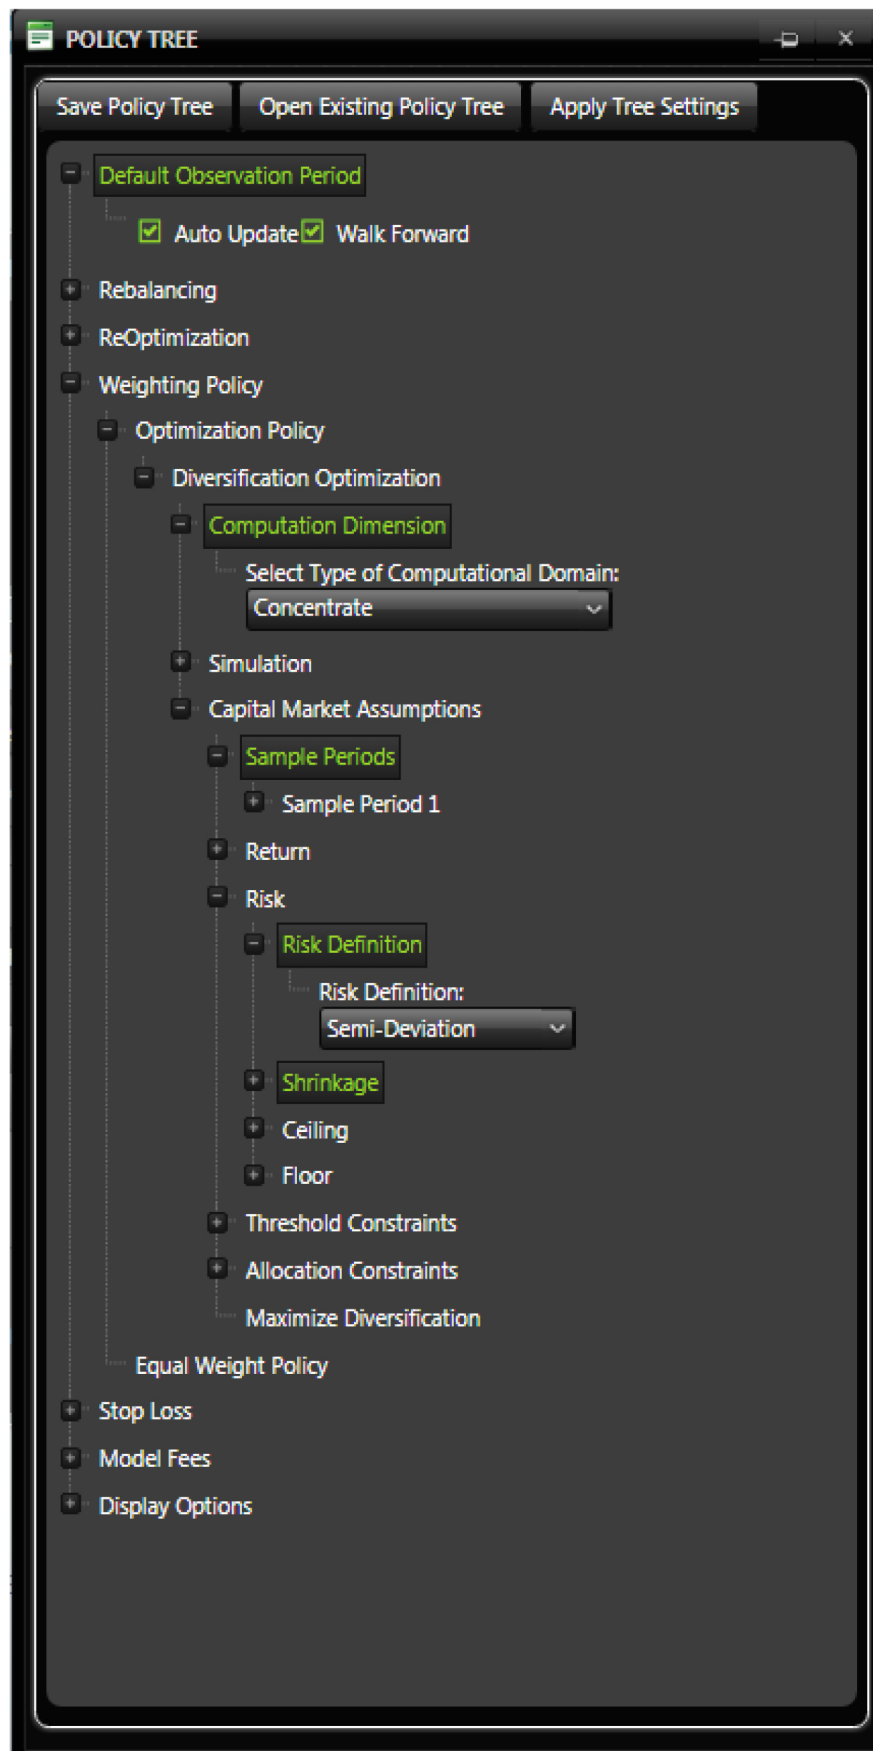 POLICY TREE
Save Policy Tree Open Existing Policy Tree Apply Tree Settings
Default Observation Period
Auto Update Walk Forward
Rebalancing
ReOptimization
Weighting Policy
Optimization Policy
Diversification Optimization
Computation Dimension
Select Type of Computational Domain:
Concentrate
Simulation
Capital Market Assumptions
Sample Periods
Sample Period 1
Return
Risk
Risk Definition
Risk Definition:
Semi-Deviation
Shrinkage
Ceiling
Floor
Threshold Constraints
Allocation Constraints
Maximize Diversification
Equal Weight Policy
Stop Loss
Model Fees
Display Options